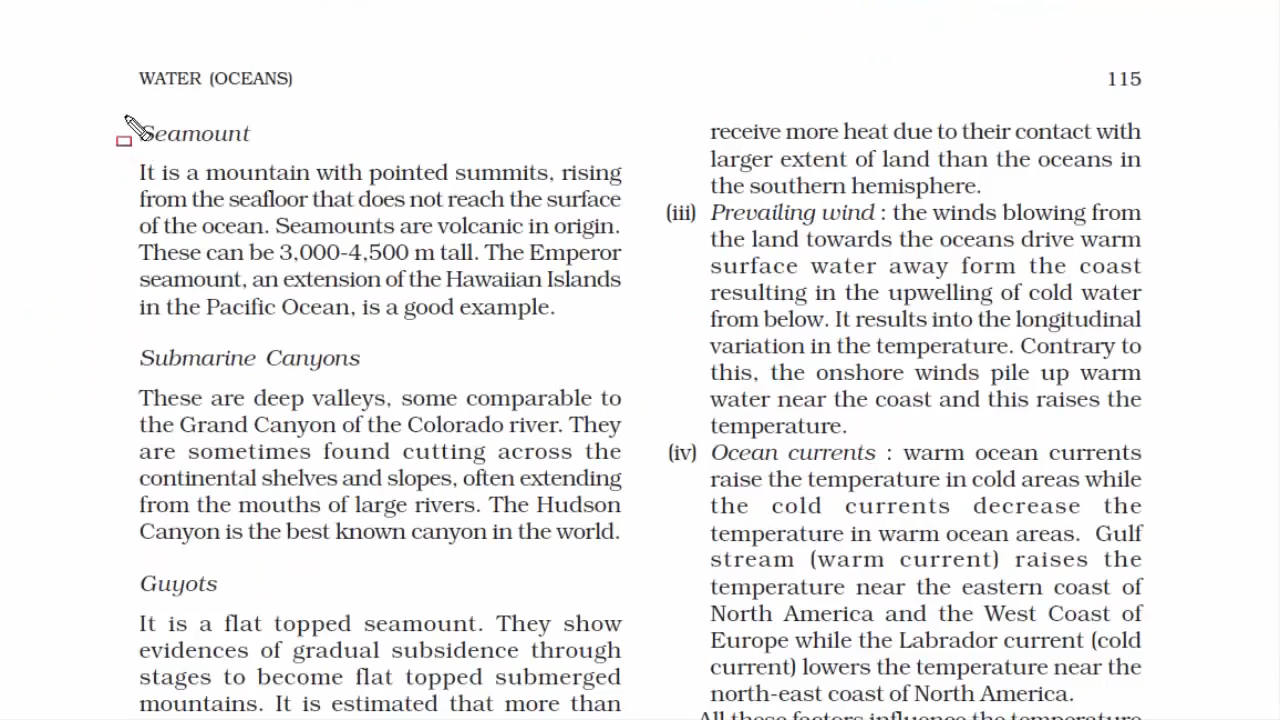 WATER (OCEANS)
115
Seamount
It is a mountain with pointed summits, rising
from the seafloor that does not reach the surface
of the ocean. Seamounts are volcanic in origin.
These can be 3,000-4,500 m tall. The Emperor
seamount, an extension of the Hawaiian Islands
in the Pacific Ocean, is a good example.
Submarine Canyons
These are deep valleys, some comparable to
the Grand Canyon of the Colorado river. They
are sometimes found cutting across the
continental shelves and slopes, often extending
from the mouths of large rivers. The Hudson
Canyon is the best known canyon in the world.
Guyots
It is a flat topped seamount. They show
evidences of gradual subsidence through
stages to become flat topped submerged
mountains. It is estimated that more than
receive more heat due to their contact with
larger extent of land than the oceans in
the southern hemisphere.
(iii) Prevailing wind : the winds blowing from
the land towards the oceans drive warm
surface water away form the coast
resulting in the upwelling of cold water
from below. It results into the longitudinal
variation in the temperature. Contrary to
this, the onshore winds pile up warm
water near the coast and this raises the
temperature.
(iv) Ocean currents : warm ocean currents
raise the temperature in cold areas while
the cold currents decrease the
temperature in warm ocean areas. Gulf
stream (warm current) raises the
temperature near the eastern coast of
North America and the West Coast of
Europe while the Labrador current (cold
current) lowers the temperature near the
north-east coast of North America.
All these factors influence the temperature